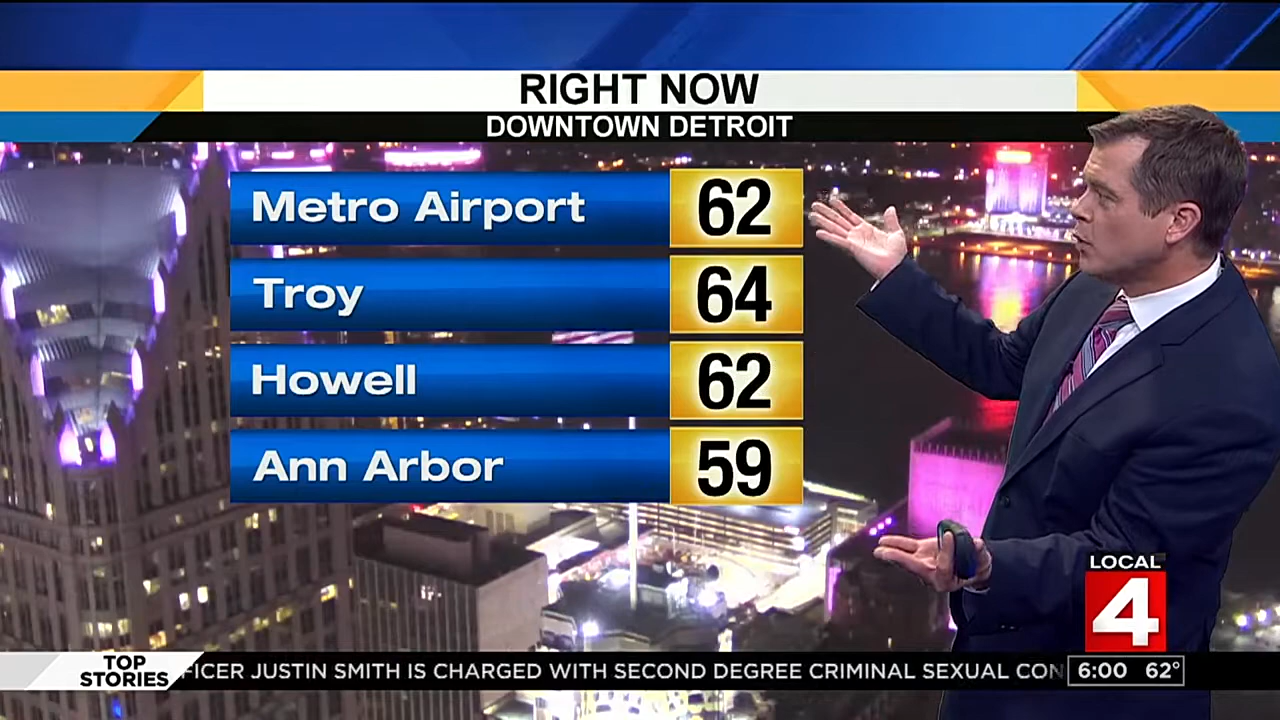 RIGHT NOW
DOWNTOWN DETROIT
Metro Airport 62
Troy 64
Howell 62
Ann Arbor 59
LOCAL
4
TOP
STORIES
FICER JUSTIN SMITH IS CHARGED WITH SECOND DEGREE CRIMINAL SEXUAL CON
6:00 62°